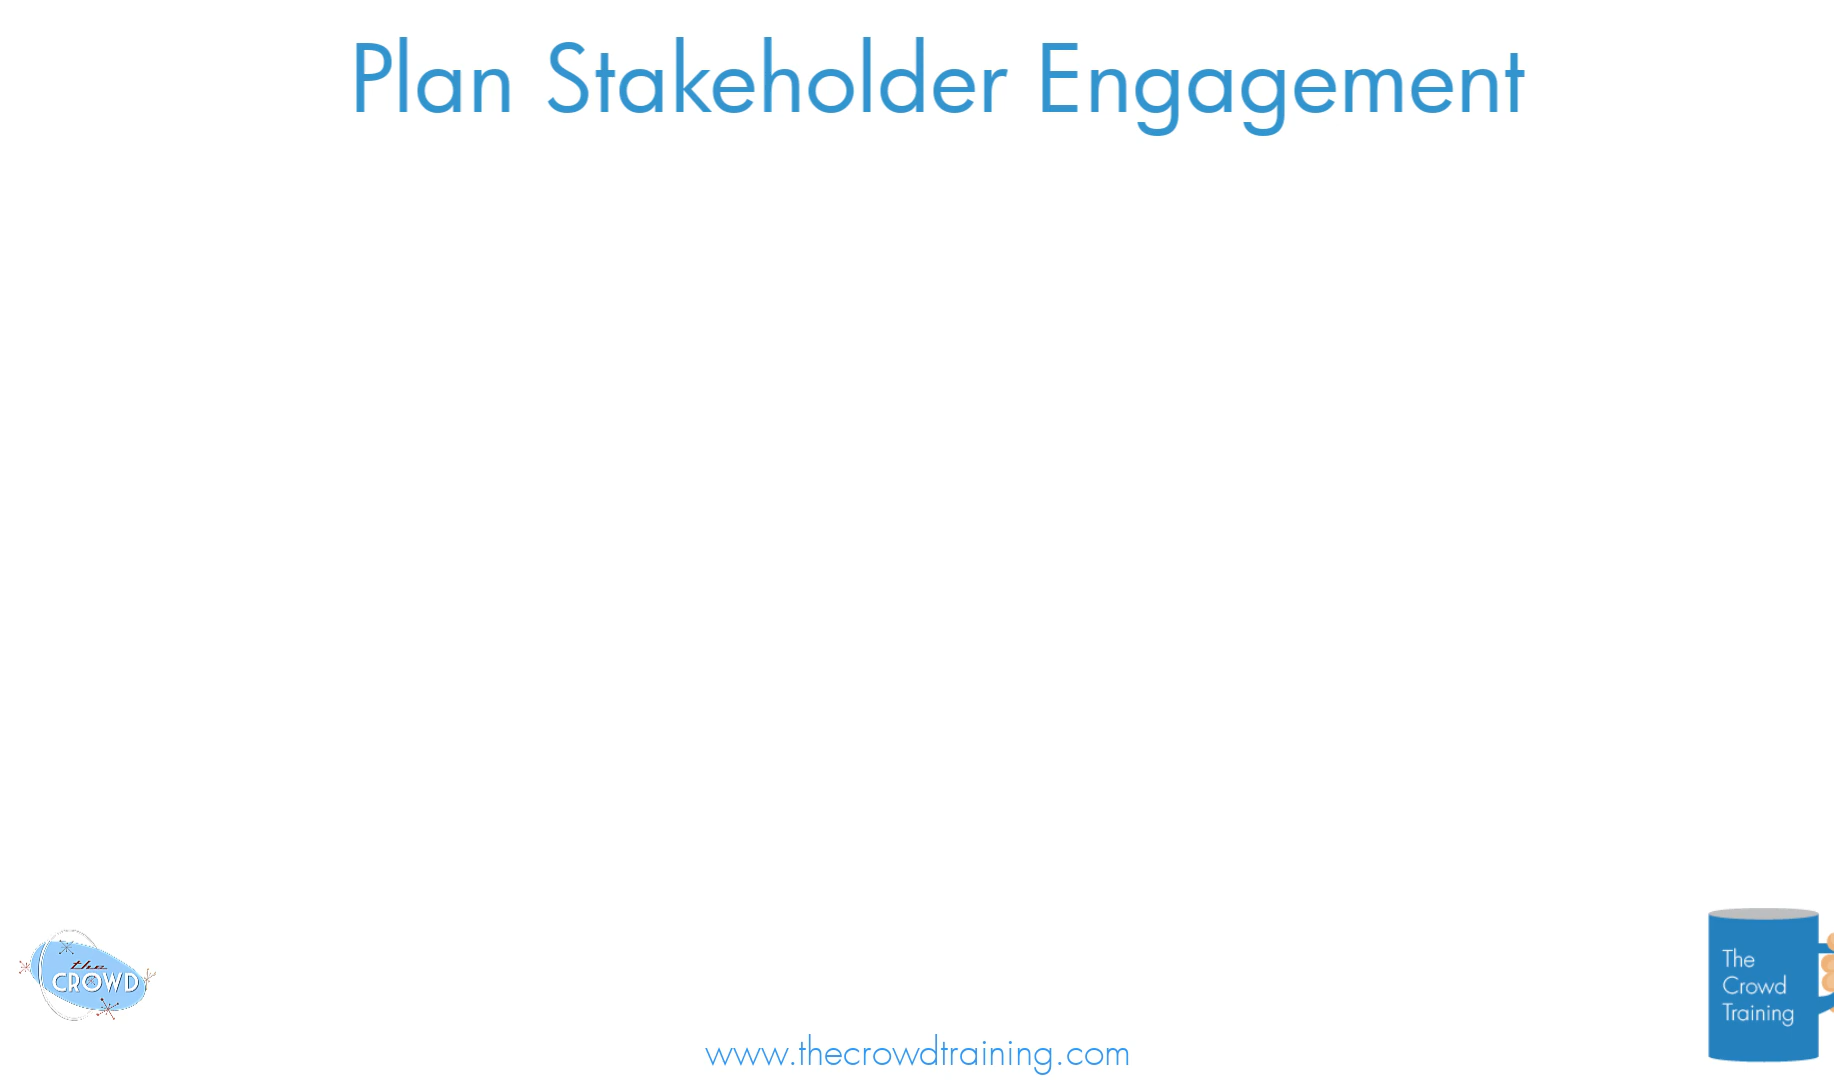 Plan Stakeholder Engagement
the
CROWD
The
Crowd
Training
www.thecrowdtraining.com